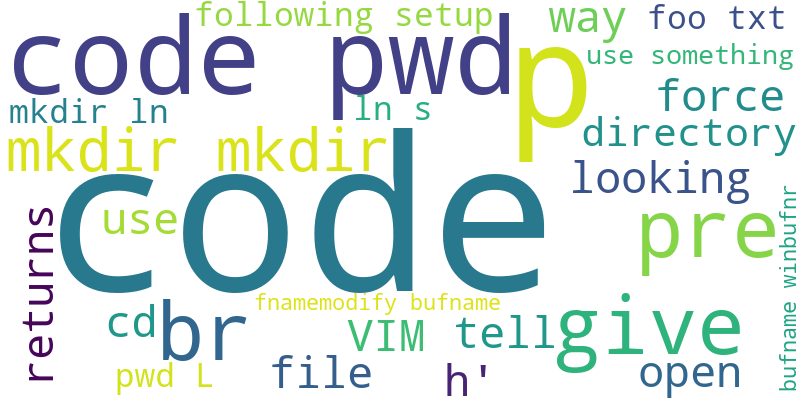 following setup
way
foo txt
code pwd
p
use something
mkdir ln
ln s
force
directory
mkdir mkdir
code
looking
use
returns
pre
bufname winbufnr
fnamemodify bufname
cd
br
VIM
tell
give
pwd L
file
h'
open